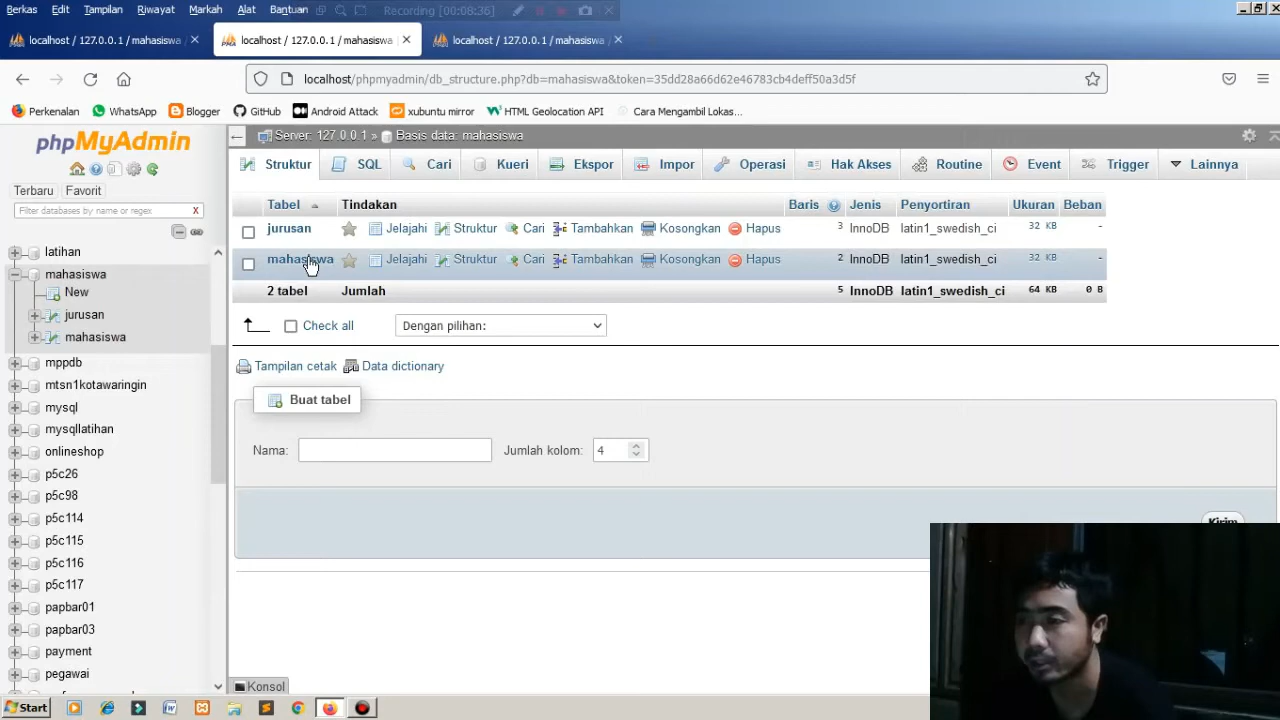 Berkas Edit Tampilan Riwayat Markah Alat Bantuan Recording [00:08:36]
localhost / 127.0.0.1 / mahasiswa localhost / 127.0.0.1 / mahasiswa localhost / 127.0.0.1 / mahasiswa
localhost/phpmyadmin/db_structure.php?db=mahasiswa&token=35dd28a66d62e46783cb4deff50a3d5f
Perkenalan WhatsApp Blogger GitHub Android Attack xubuntu mirror HTML Geolocation API Cara Mengambil Lokas...
phpMyAdmin
Server: 127.0.0.1 » Basis data: mahasiswa
Struktur SQL Cari Kueri Ekspor Impor Operasi Hak Akses Routine Event Trigger Lainnya
Terbaru Favorit
Filter databases by name or regex X
latihan
mahasiswa
New
jurusan
mahasiswa
mppdb
mtsn1kotawaringin
mysql
mysqllatihan
onlineshop
p5c26
p5c98
p5c114
p5c115
p5c116
p5c117
papbar01
papbar03
payment
pegawai
Tabel Tindakan Baris Jenis Penyortiran Ukuran Beban
jurusan Jelajahi Struktur Cari Tambahkan Kosongkan Hapus 3 InnoDB latin1_swedish_ci 32 KB -
mahasiswa Jelajahi Struktur Cari Tambahkan Kosongkan Hapus 2 InnoDB latin1_swedish_ci 32 KB -
2 tabel Jumlah 5 InnoDB latin1_swedish_ci 64 KB 0 B
Check all Dengan pilihan:
Tampilan cetak Data dictionary
Buat tabel
Nama: Jumlah kolom: 4
Kirim
Konsol
Start